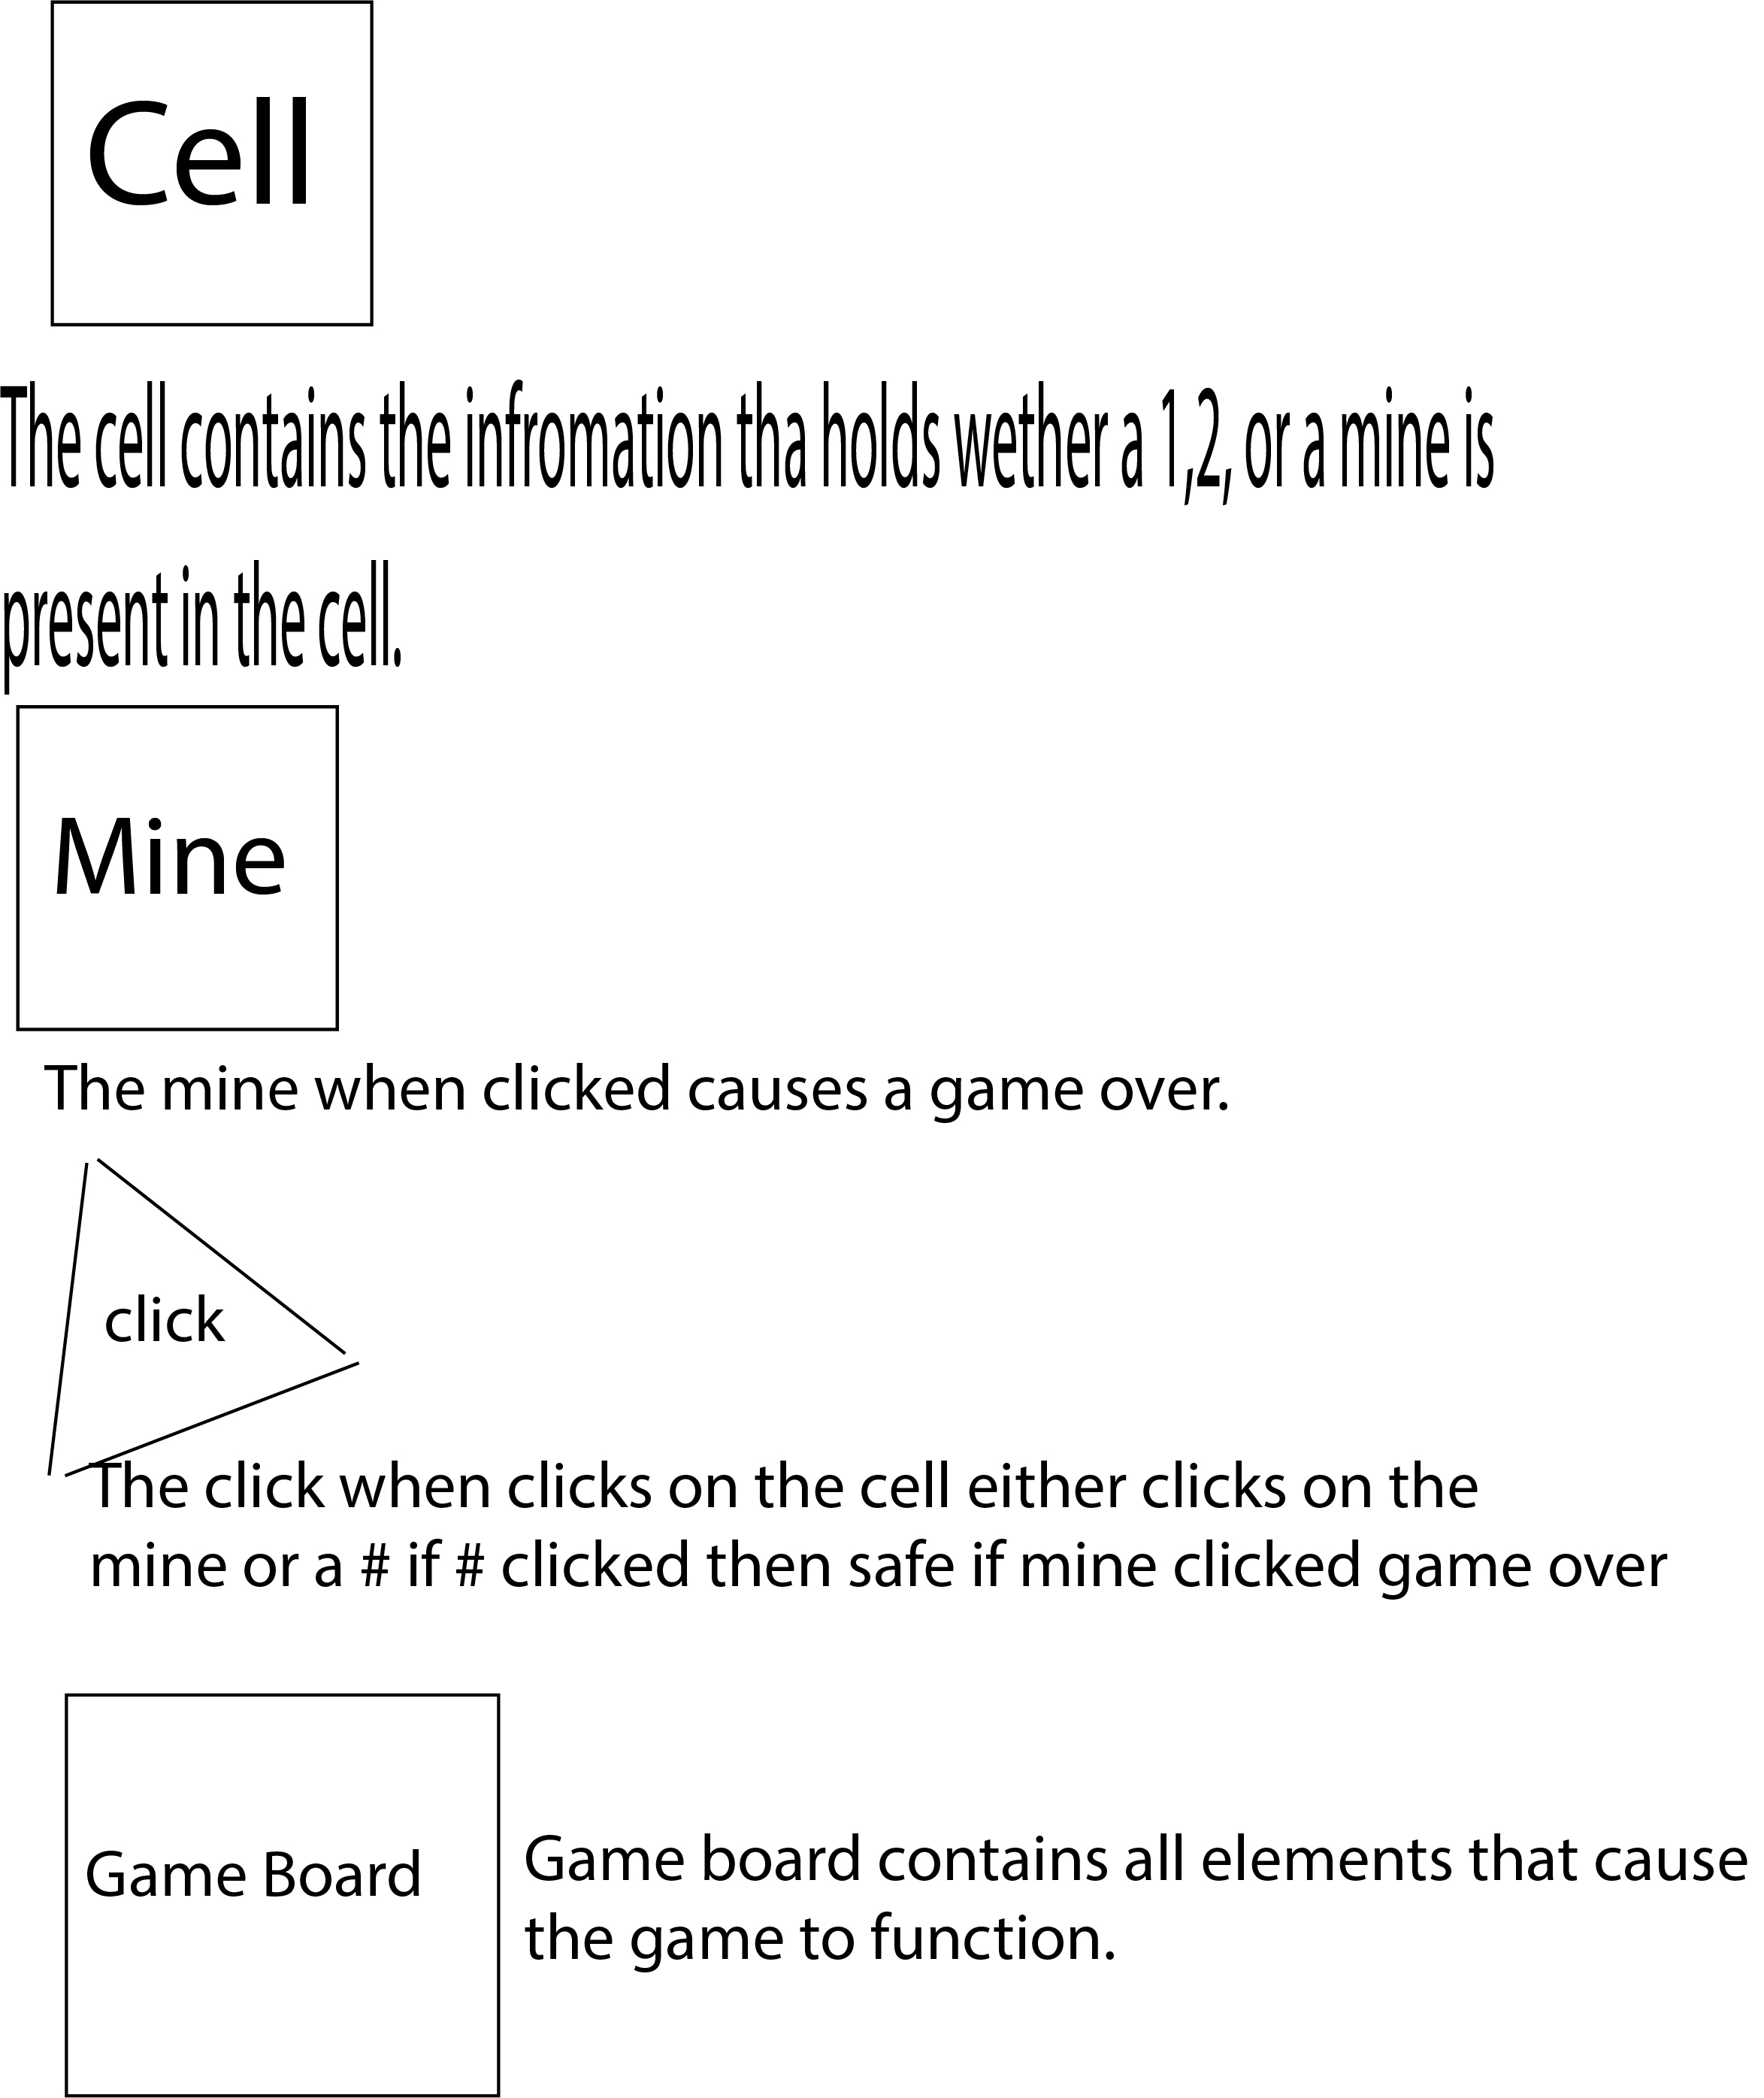 Cell
The cell contains the infromation tha holds wether a 1,2, or a mine is
present in the cell.
Mine
The mine when clicked causes a game over.
click
The click when clicks on the cell either clicks on the
mine or a # if # clicked then safe if mine clicked game over
Game Board
Game board contains all elements that cause
the game to function.